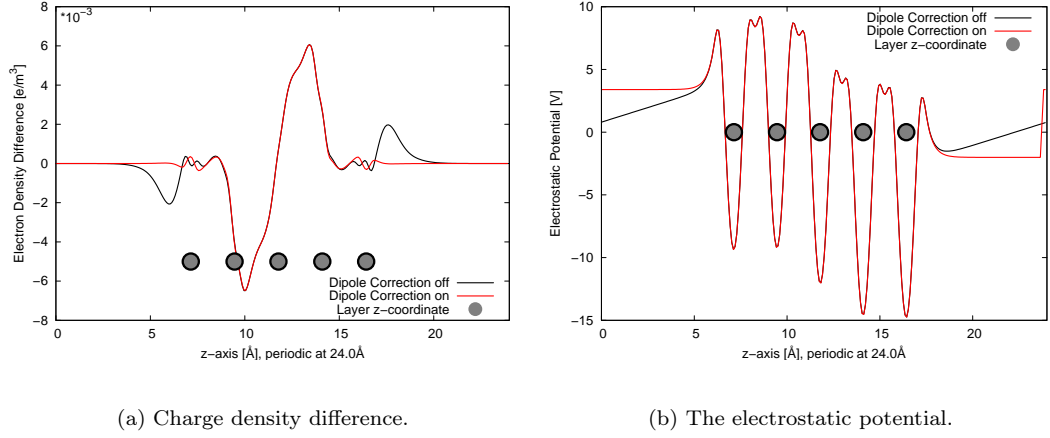 *10⁻³
8
6
4
2
0
−2
−4
−6
−8
Electron Density Difference [e/m³]
Dipole Correction off
Dipole Correction on
Layer z−coordinate
0 5 10 15 20
z−axis [Å], periodic at 24.0Å
(a) Charge density difference.
10
5
0
−5
−10
−15
Electrostatic Potential [V]
Dipole Correction off
Dipole Correction on
Layer z−coordinate
0 5 10 15 20
z−axis [Å], periodic at 24.0Å
(b) The electrostatic potential.